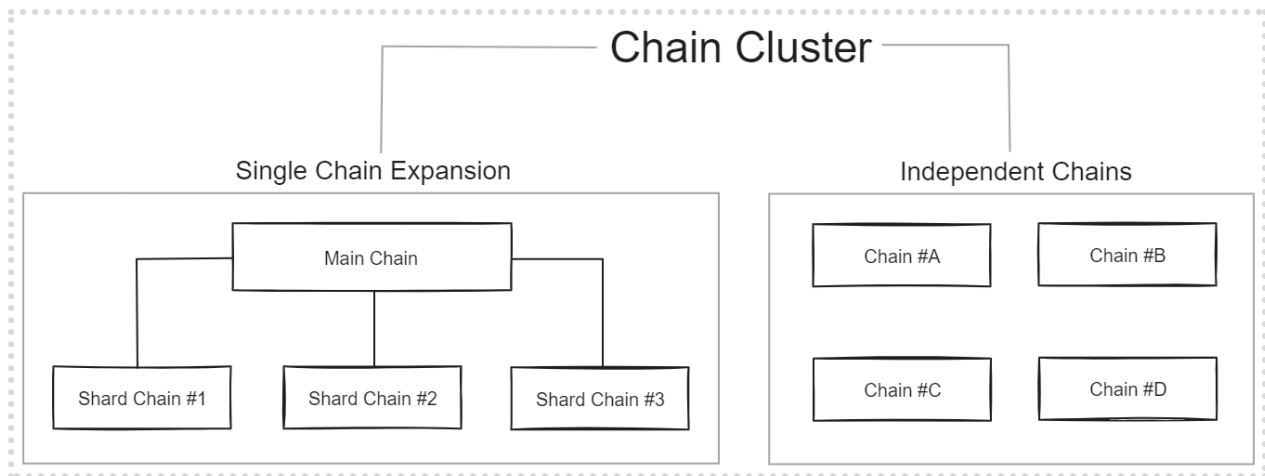 Chain Cluster
Single Chain Expansion
Independent Chains
Main Chain
Shard Chain #1
Shard Chain #2
Shard Chain #3
Chain #A
Chain #B
Chain #C
Chain #D